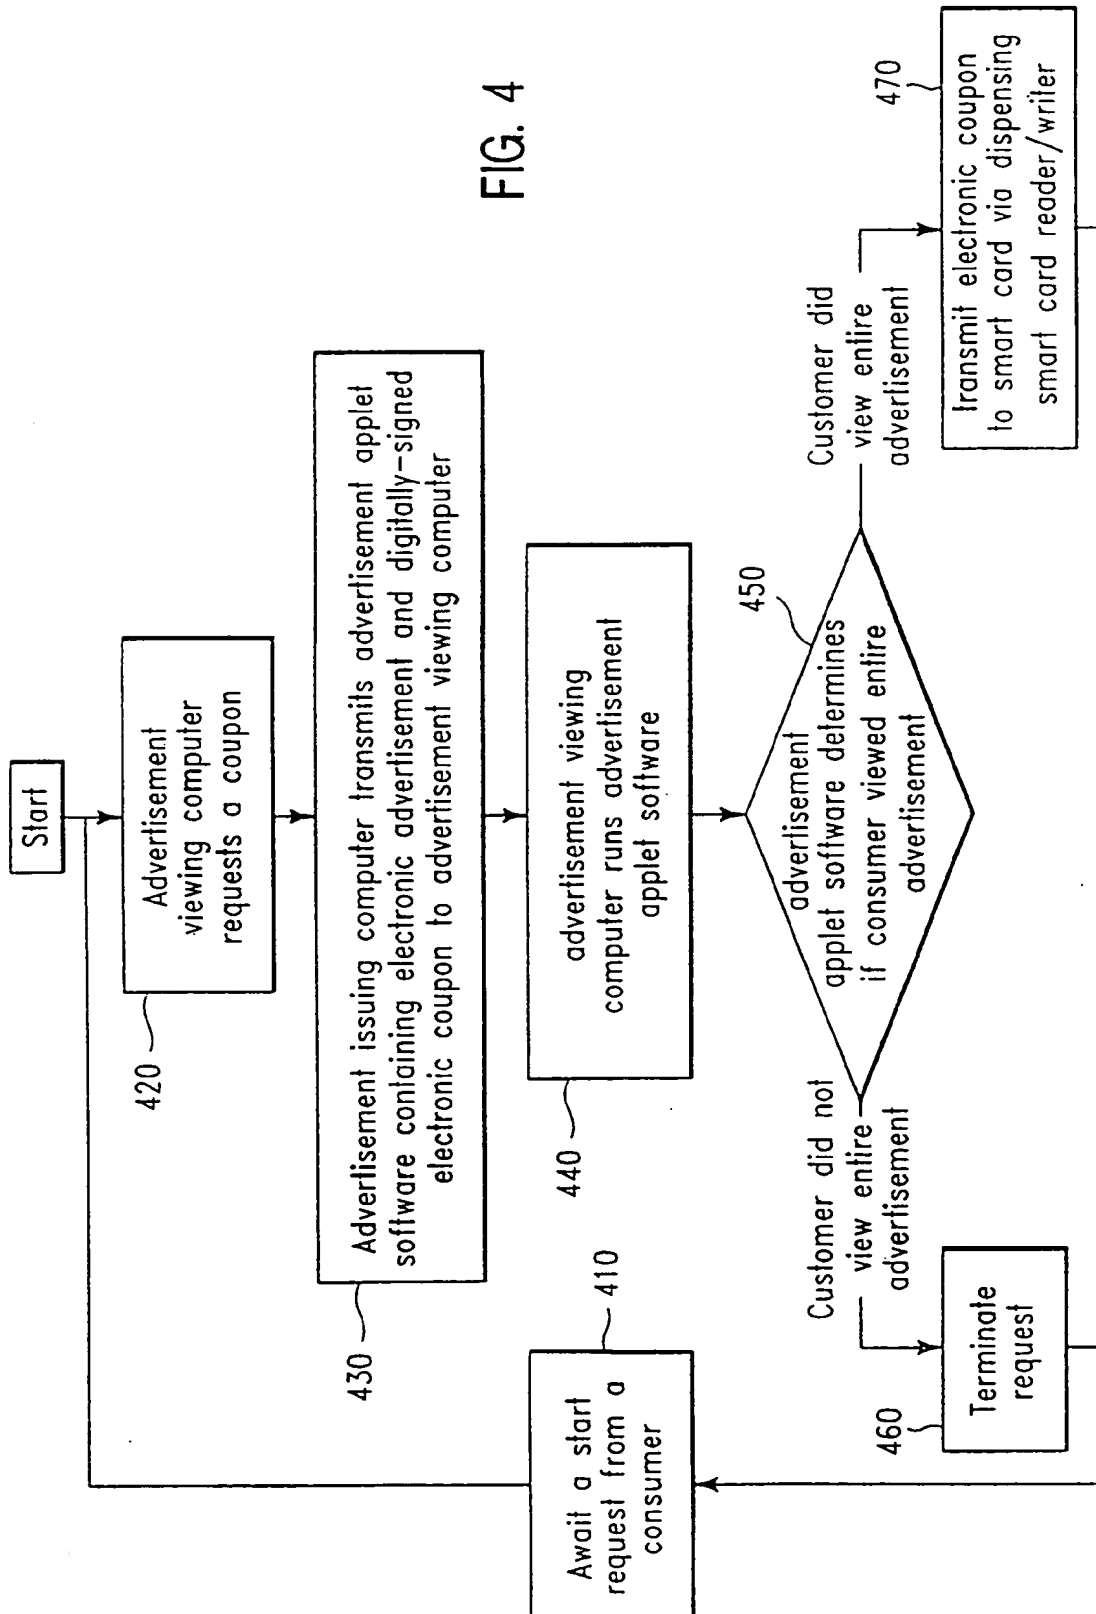 FIG. 4
Start
Advertisement
viewing computer
requests a coupon
420
Advertisement issuing computer transmits advertisement applet
software containing electronic advertisement and digitally-signed
electronic coupon to advertisement viewing computer
430
advertisement viewing
computer runs advertisement
applet software
440
Await a start
request from a
consumer
410
advertisement
applet software determines
if consumer viewed entire
advertisement
450
Customer did not
view entire
advertisement
Customer did
view entire
advertisement
Terminate
request
460
transmit electronic coupon
to smart card via dispensing
smart card reader/writer
470